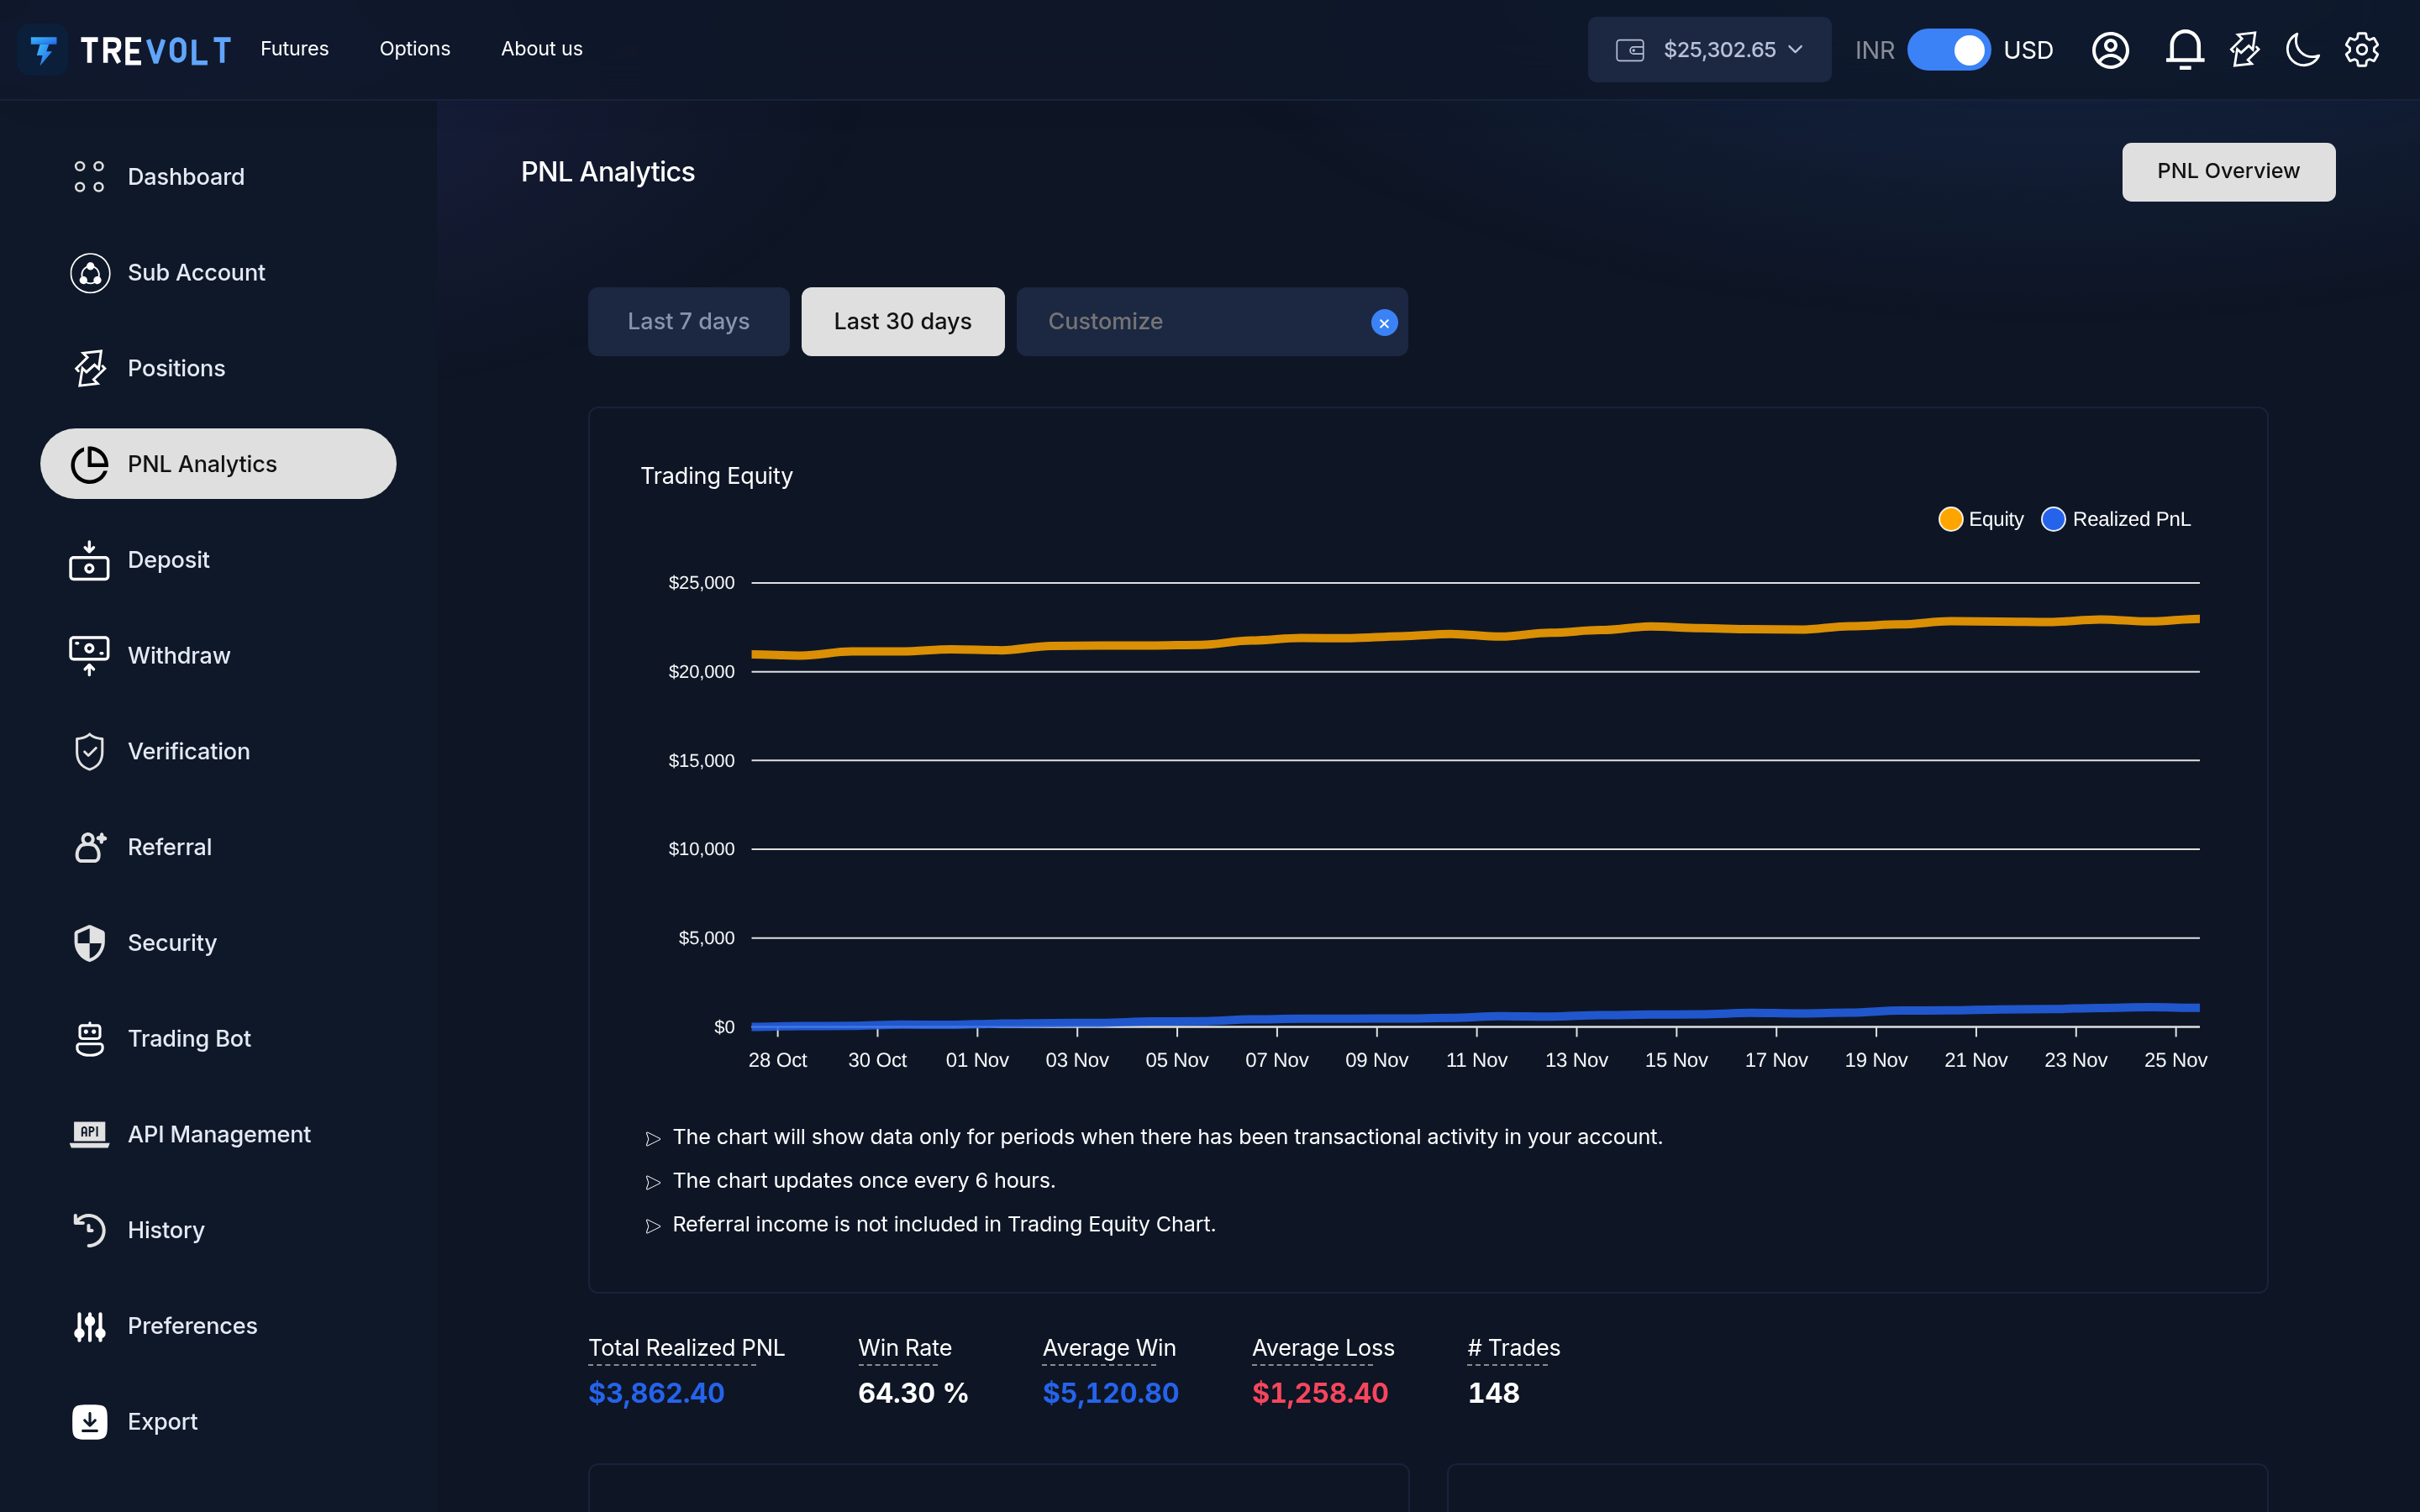 TREVOLT Futures Options About us $25,302.65 INR USD
PNL Analytics PNL Overview
Dashboard
Sub Account
Positions
PNL Analytics
Deposit
Withdraw
Verification
Referral
Security
Trading Bot
API API Management
History
Preferences
Export
Last 7 days Last 30 days Customize
Trading Equity
Equity Realized PnL
$25,000
$20,000
$15,000
$10,000
$5,000
$0
28 Oct 30 Oct 01 Nov 03 Nov 05 Nov 07 Nov 09 Nov 11 Nov 13 Nov 15 Nov 17 Nov 19 Nov 21 Nov 23 Nov 25 Nov
The chart will show data only for periods when there has been transactional activity in your account.
The chart updates once every 6 hours.
Referral income is not included in Trading Equity Chart.
Total Realized PNL Win Rate Average Win Average Loss # Trades
$3,862.40 64.30 % $5,120.80 $1,258.40 148